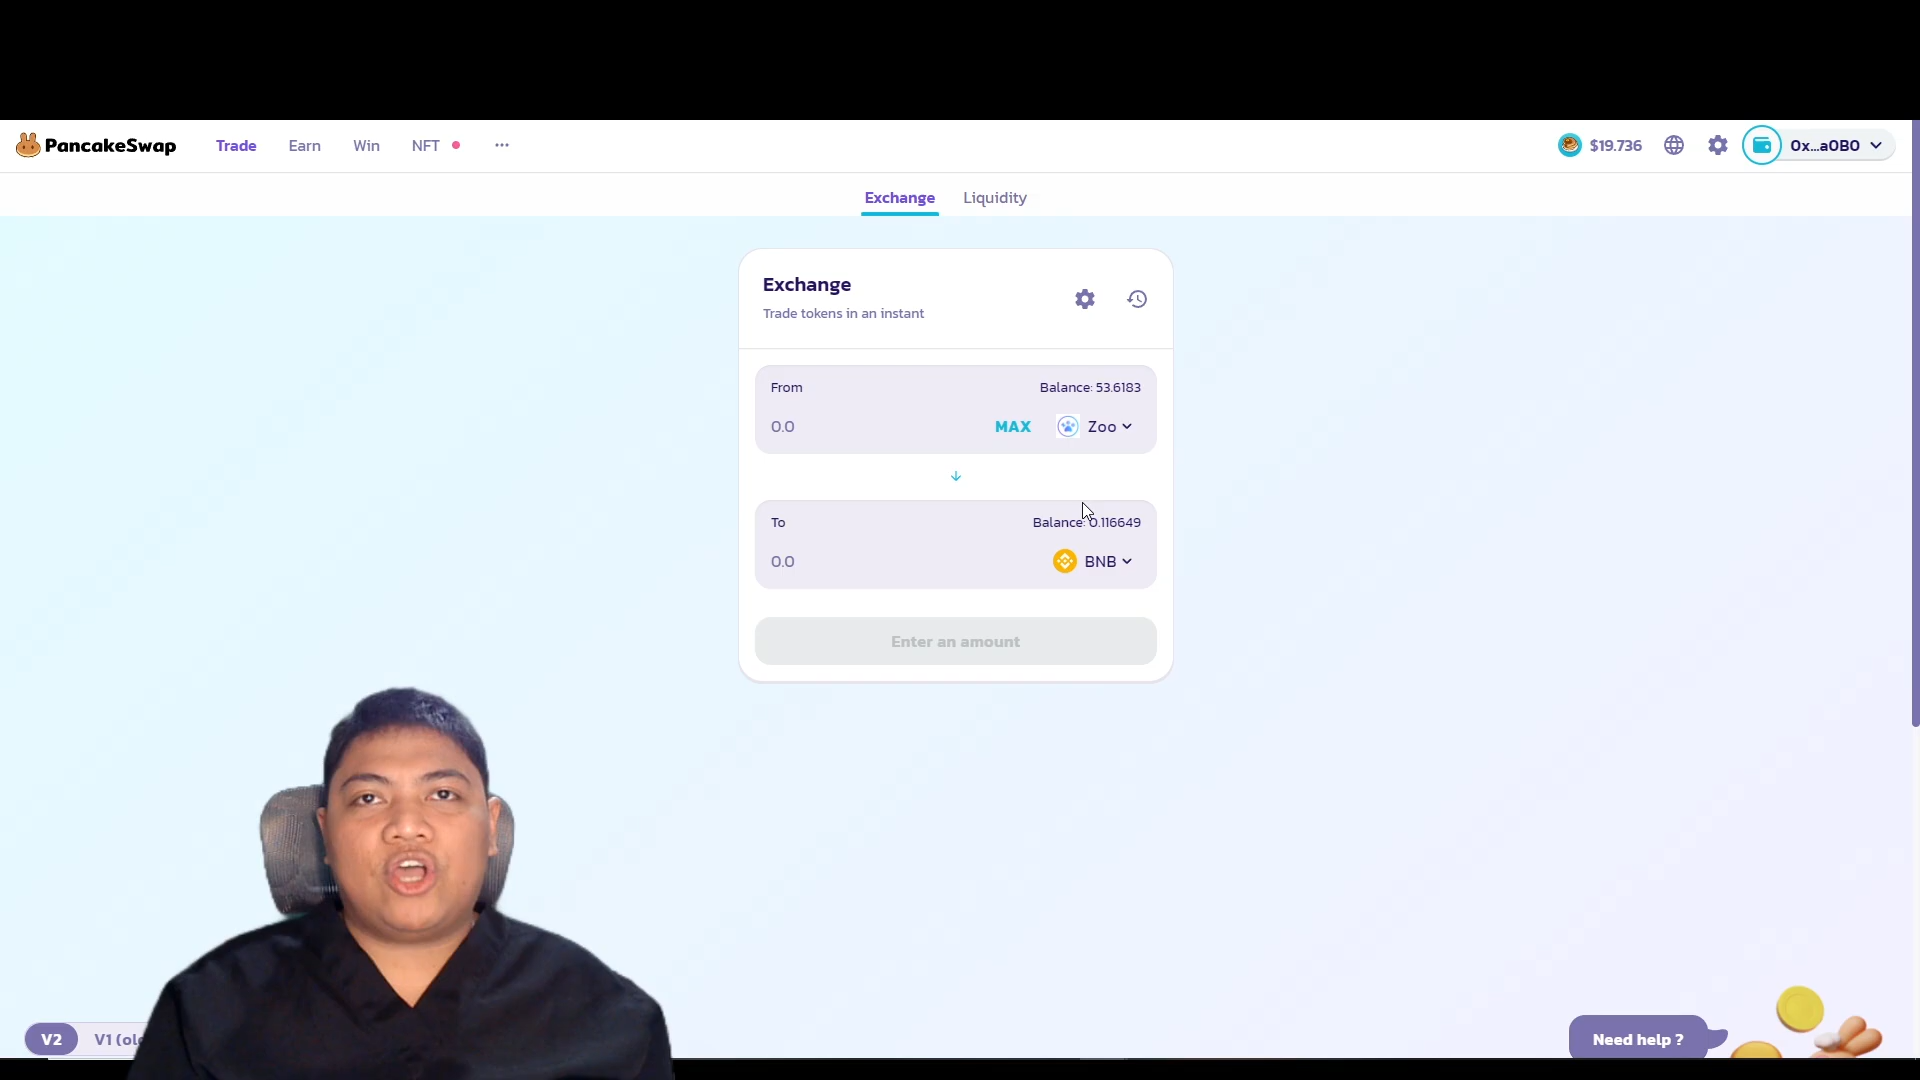 PancakeSwap Trade Earn Win NFT ... $19.736 0x...a0B0
Exchange Liquidity
Exchange
Trade tokens in an instant
From Balance: 53.6183
0.0 MAX Zoo
To Balance: 0.116649
0.0 BNB
Enter an amount
V2 V1 (ol
Need help ?